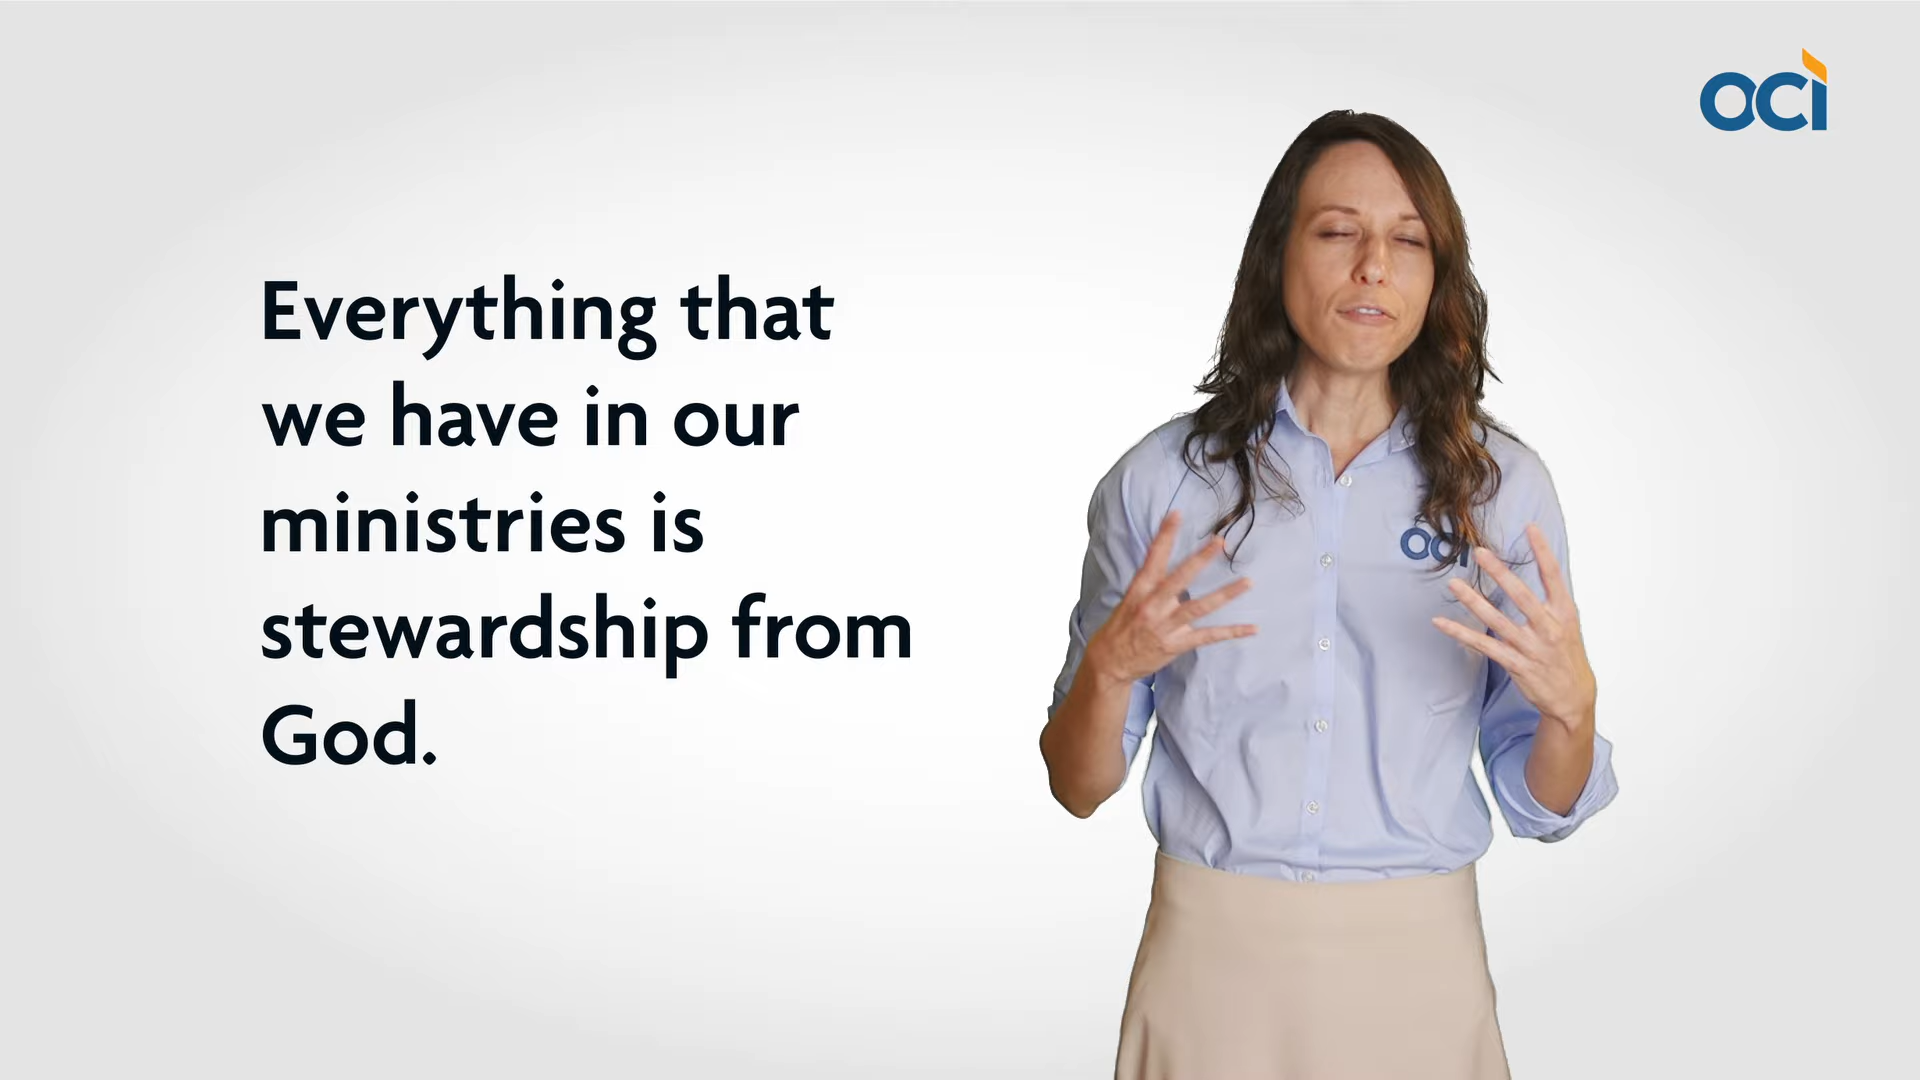 oci
Everything that
we have in our
ministries is
stewardship from
God.
oci